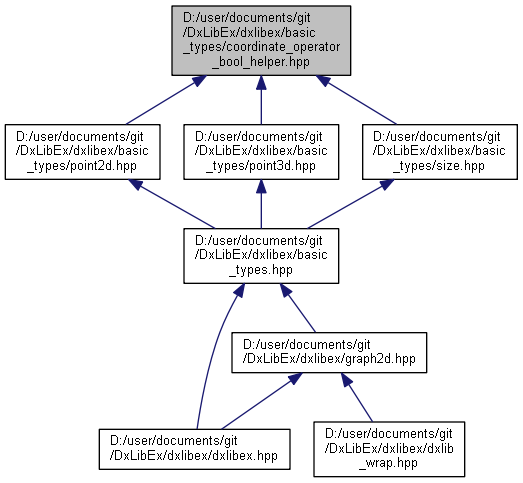 D:/user/documents/git
/DxLibEx/dxlibex/basic
_types/coordinate_operator
_bool_helper.hpp
D:/user/documents/git
/DxLibEx/dxlibex/basic
_types/point2d.hpp
D:/user/documents/git
/DxLibEx/dxlibex/basic
_types/point3d.hpp
D:/user/documents/git
/DxLibEx/dxlibex/basic
_types/size.hpp
D:/user/documents/git
/DxLibEx/dxlibex/basic
_types.hpp
D:/user/documents/git
/DxLibEx/dxlibex/graph2d.hpp
D:/user/documents/git
/DxLibEx/dxlibex/dxlibex.hpp
D:/user/documents/git
/DxLibEx/dxlibex/dxlib
_wrap.hpp